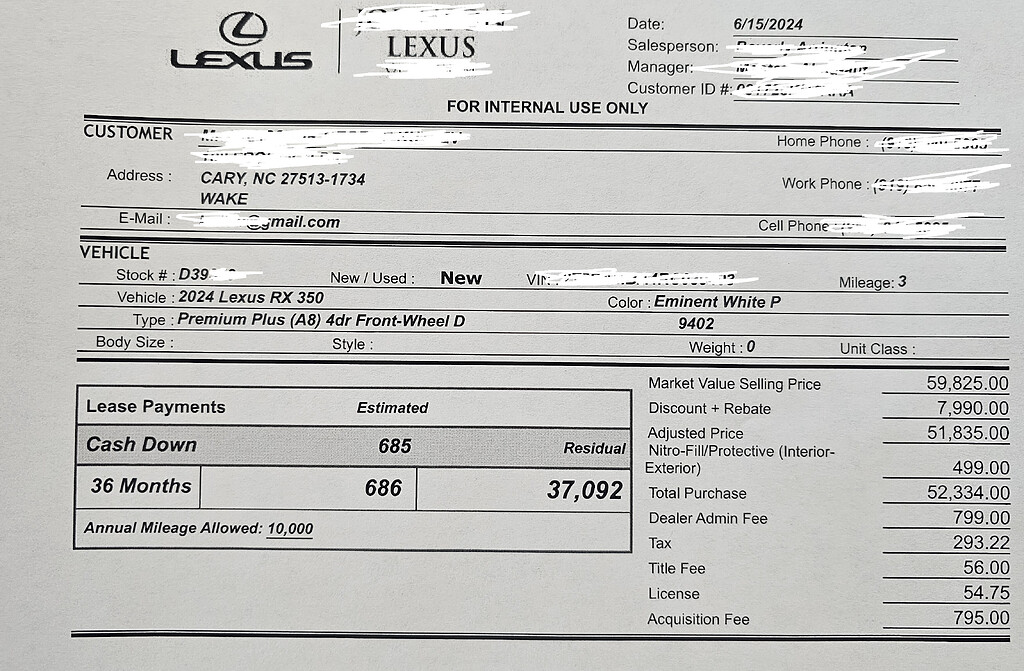 LEXUS
LEXUS
Date: 6/15/2024
Salesperson:
Manager:
Customer ID #:
FOR INTERNAL USE ONLY
CUSTOMER
Home Phone :
Address : CARY, NC 27513-1734
WAKE
Work Phone :
E-Mail : @gmail.com
Cell Phone
VEHICLE
Stock # : D39 New / Used : New VIN Mileage: 3
Vehicle : 2024 Lexus RX 350 Color : Eminent White P
Type : Premium Plus (A8) 4dr Front-Wheel D 9402
Body Size : Style : Weight : 0 Unit Class :
Lease Payments Estimated
Cash Down 685 Residual
36 Months 686 37,092
Annual Mileage Allowed: 10,000
Market Value Selling Price 59,825.00
Discount + Rebate 7,990.00
Adjusted Price 51,835.00
Nitro-Fill/Protective (Interior-
Exterior) 499.00
Total Purchase 52,334.00
Dealer Admin Fee 799.00
Tax 293.22
Title Fee 56.00
License 54.75
Acquisition Fee 795.00